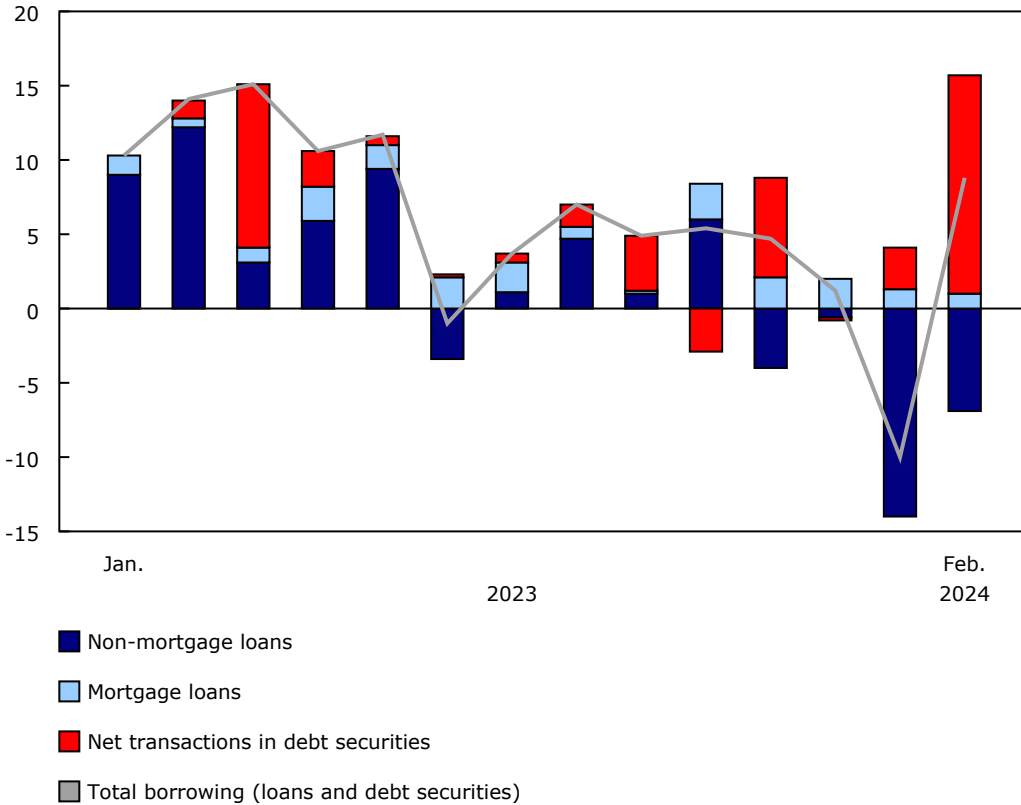 20
15
10
5
0
-5
-10
-15
Jan.
Feb.
2023
2024
Non-mortgage loans
Mortgage loans
Net transactions in debt securities
Total borrowing (loans and debt securities)